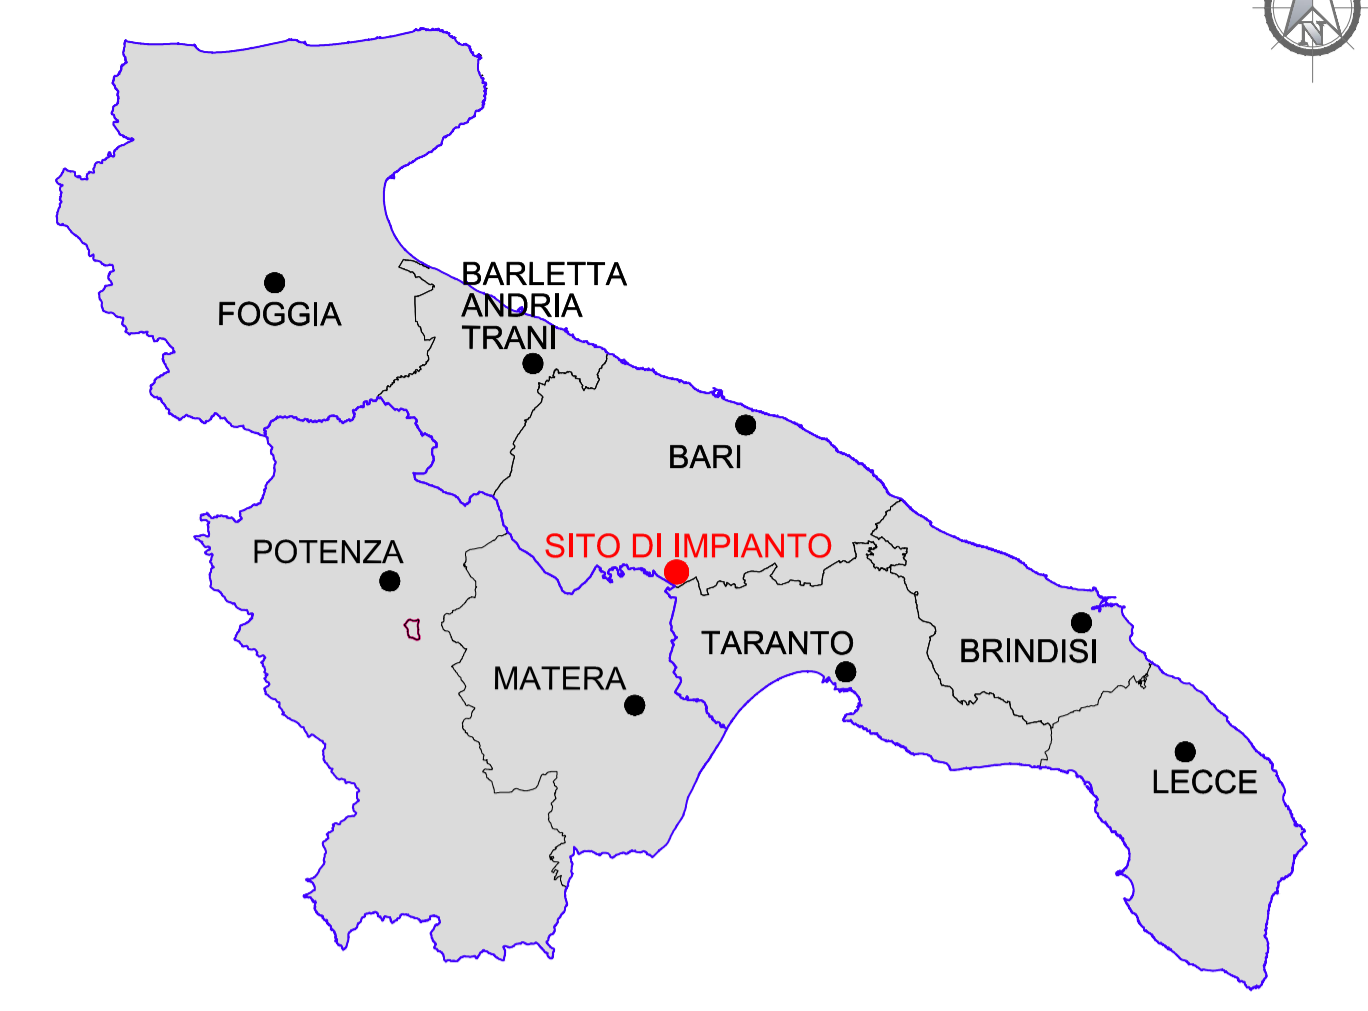 N
BARLETTA
ANDRIA
TRANI
FOGGIA
BARI
SITO DI IMPIANTO
POTENZA
TARANTO
BRINDISI
MATERA
LECCE